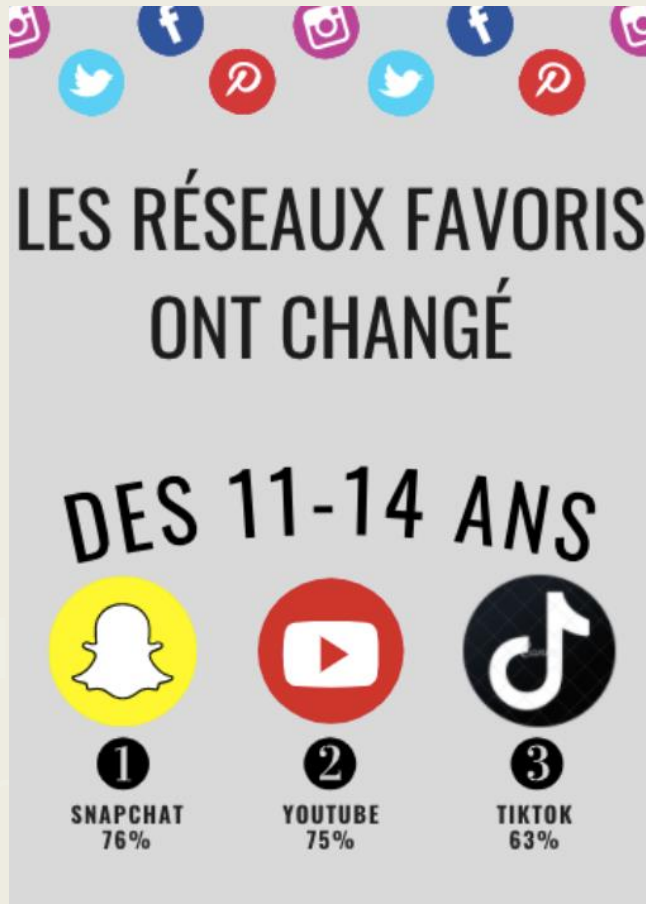 LES RÉSEAUX FAVORIS
ONT CHANGÉ
DES 11-14 ANS
1 2 3
SNAPCHAT YOUTUBE TIKTOK
76% 75% 63%